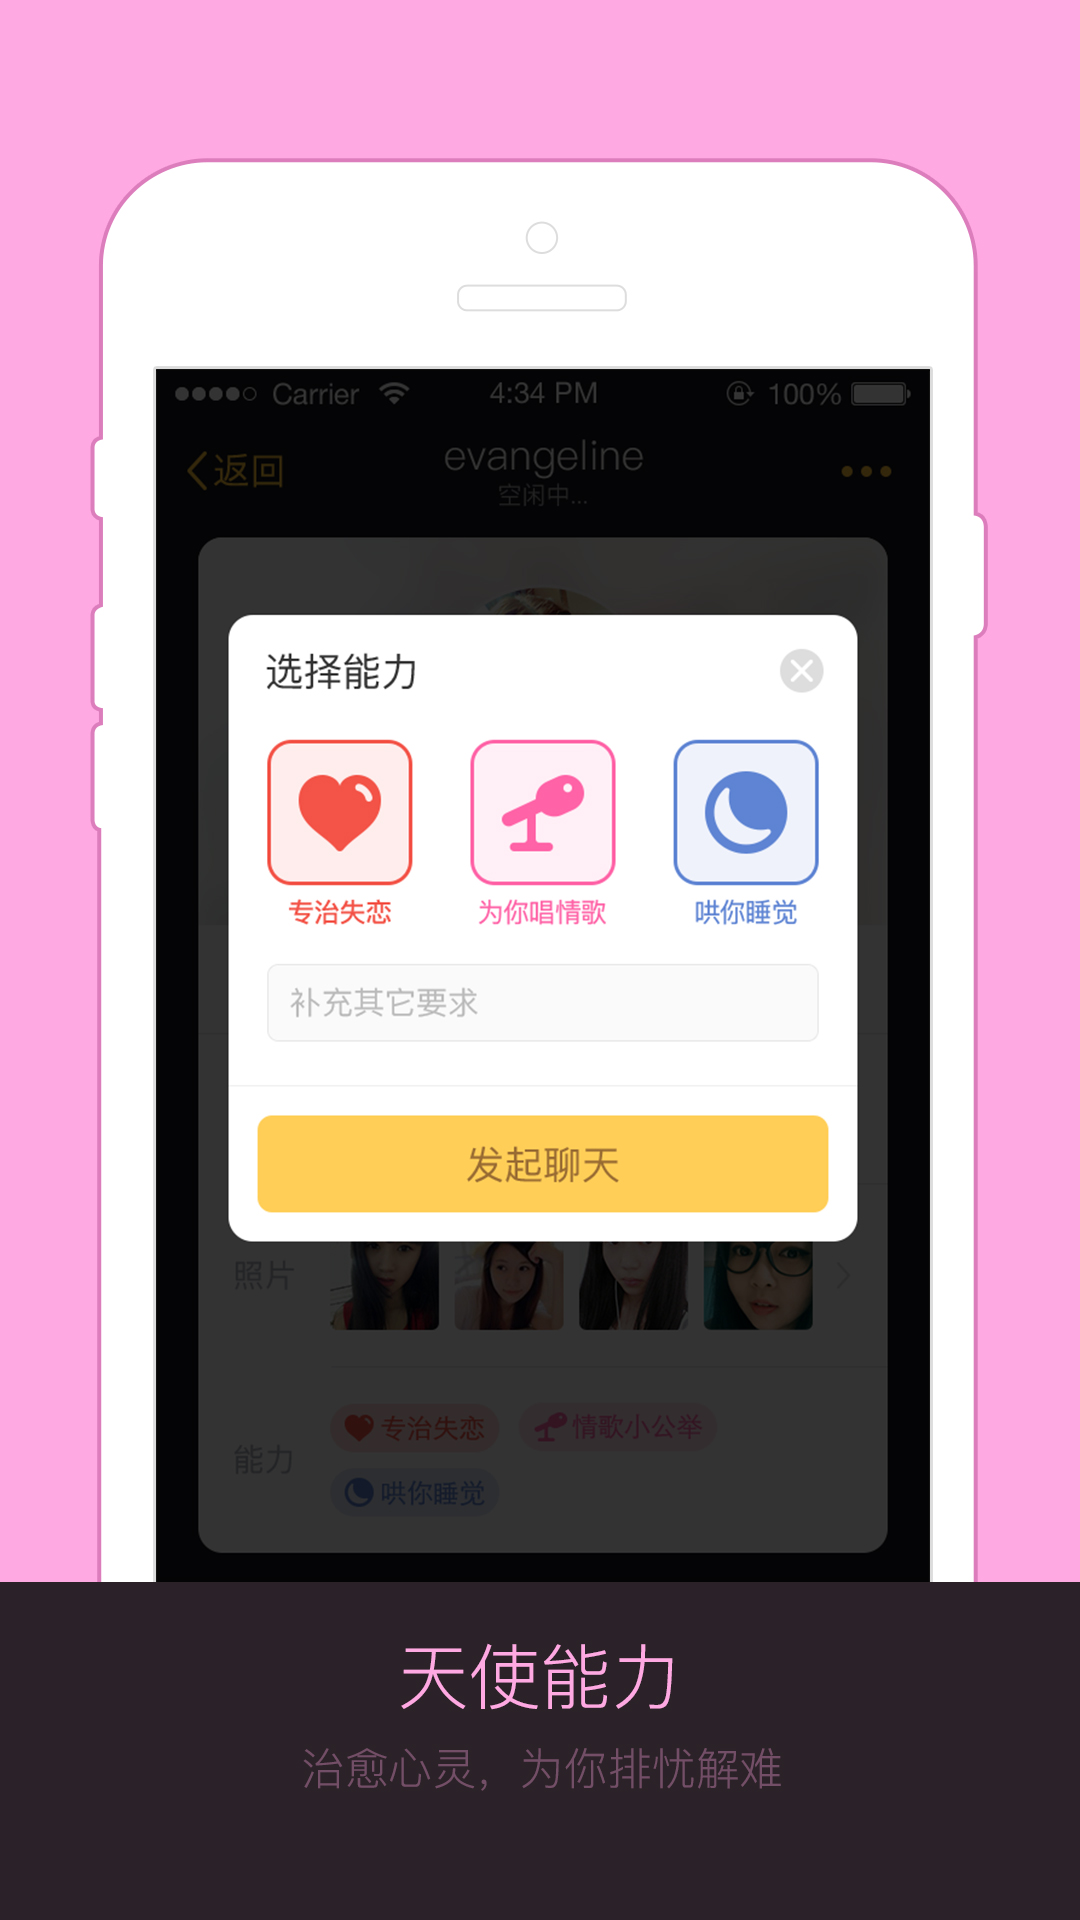 Carrier 4:34 PM 100%
返回 evangeline
空闲中...
选择能力
专治失恋 为你唱情歌 哄你睡觉
补充其它要求
发起聊天
照片
专治失恋 情歌小公举
能力
哄你睡觉
天使能力
治愈心灵，为你排忧解难